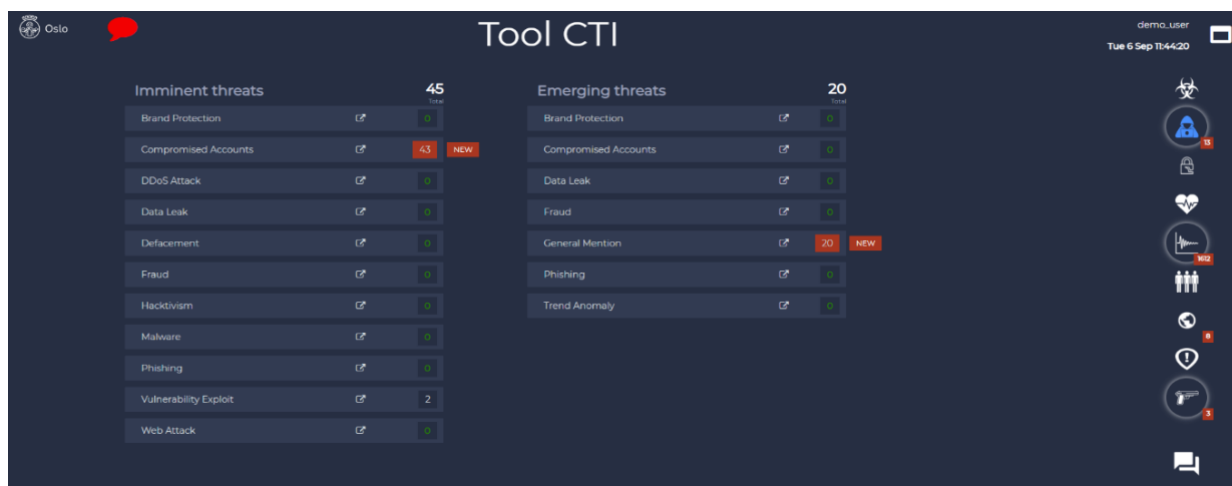 Oslo
Tool CTI
demo_user
Tue 6 Sep 11:44:20
Imminent threats 45
Total
Brand Protection 0
Compromised Accounts 43 NEW
DDoS Attack 0
Data Leak 0
Defacement 0
Fraud 0
Hacktivism 0
Malware 0
Phishing 0
Vulnerability Exploit 2
Web Attack 0
Emerging threats 20
Total
Brand Protection 0
Compromised Accounts 0
Data Leak 0
Fraud 0
General Mention 20 NEW
Phishing 0
Trend Anomaly 0
13
1612
8
3